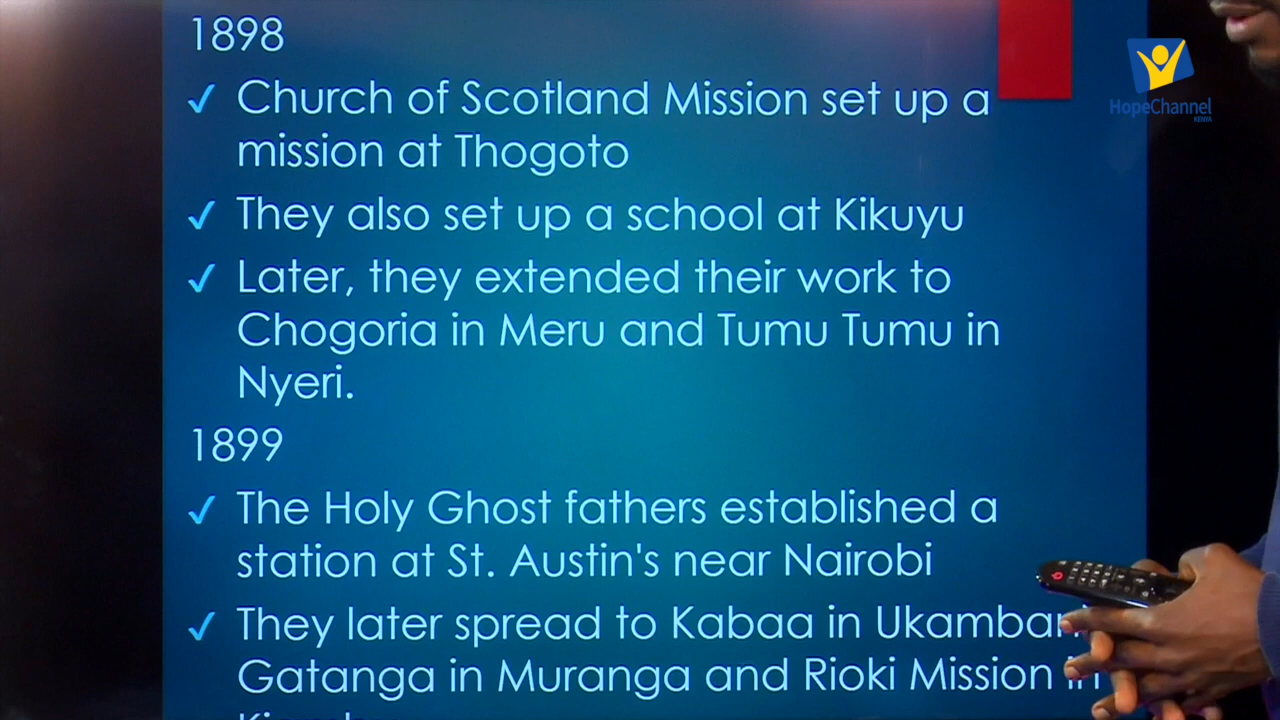 1898
✓ Church of Scotland Mission set up a
mission at Thogoto
✓ They also set up a school at Kikuyu
✓ Later, they extended their work to
Chogoria in Meru and Tumu Tumu in
Nyeri.
1899
✓ The Holy Ghost fathers established a
station at St. Austin's near Nairobi
✓ They later spread to Kabaa in
Gatanga in Muranga and Rioki Mission
HopeChannel
KENYA